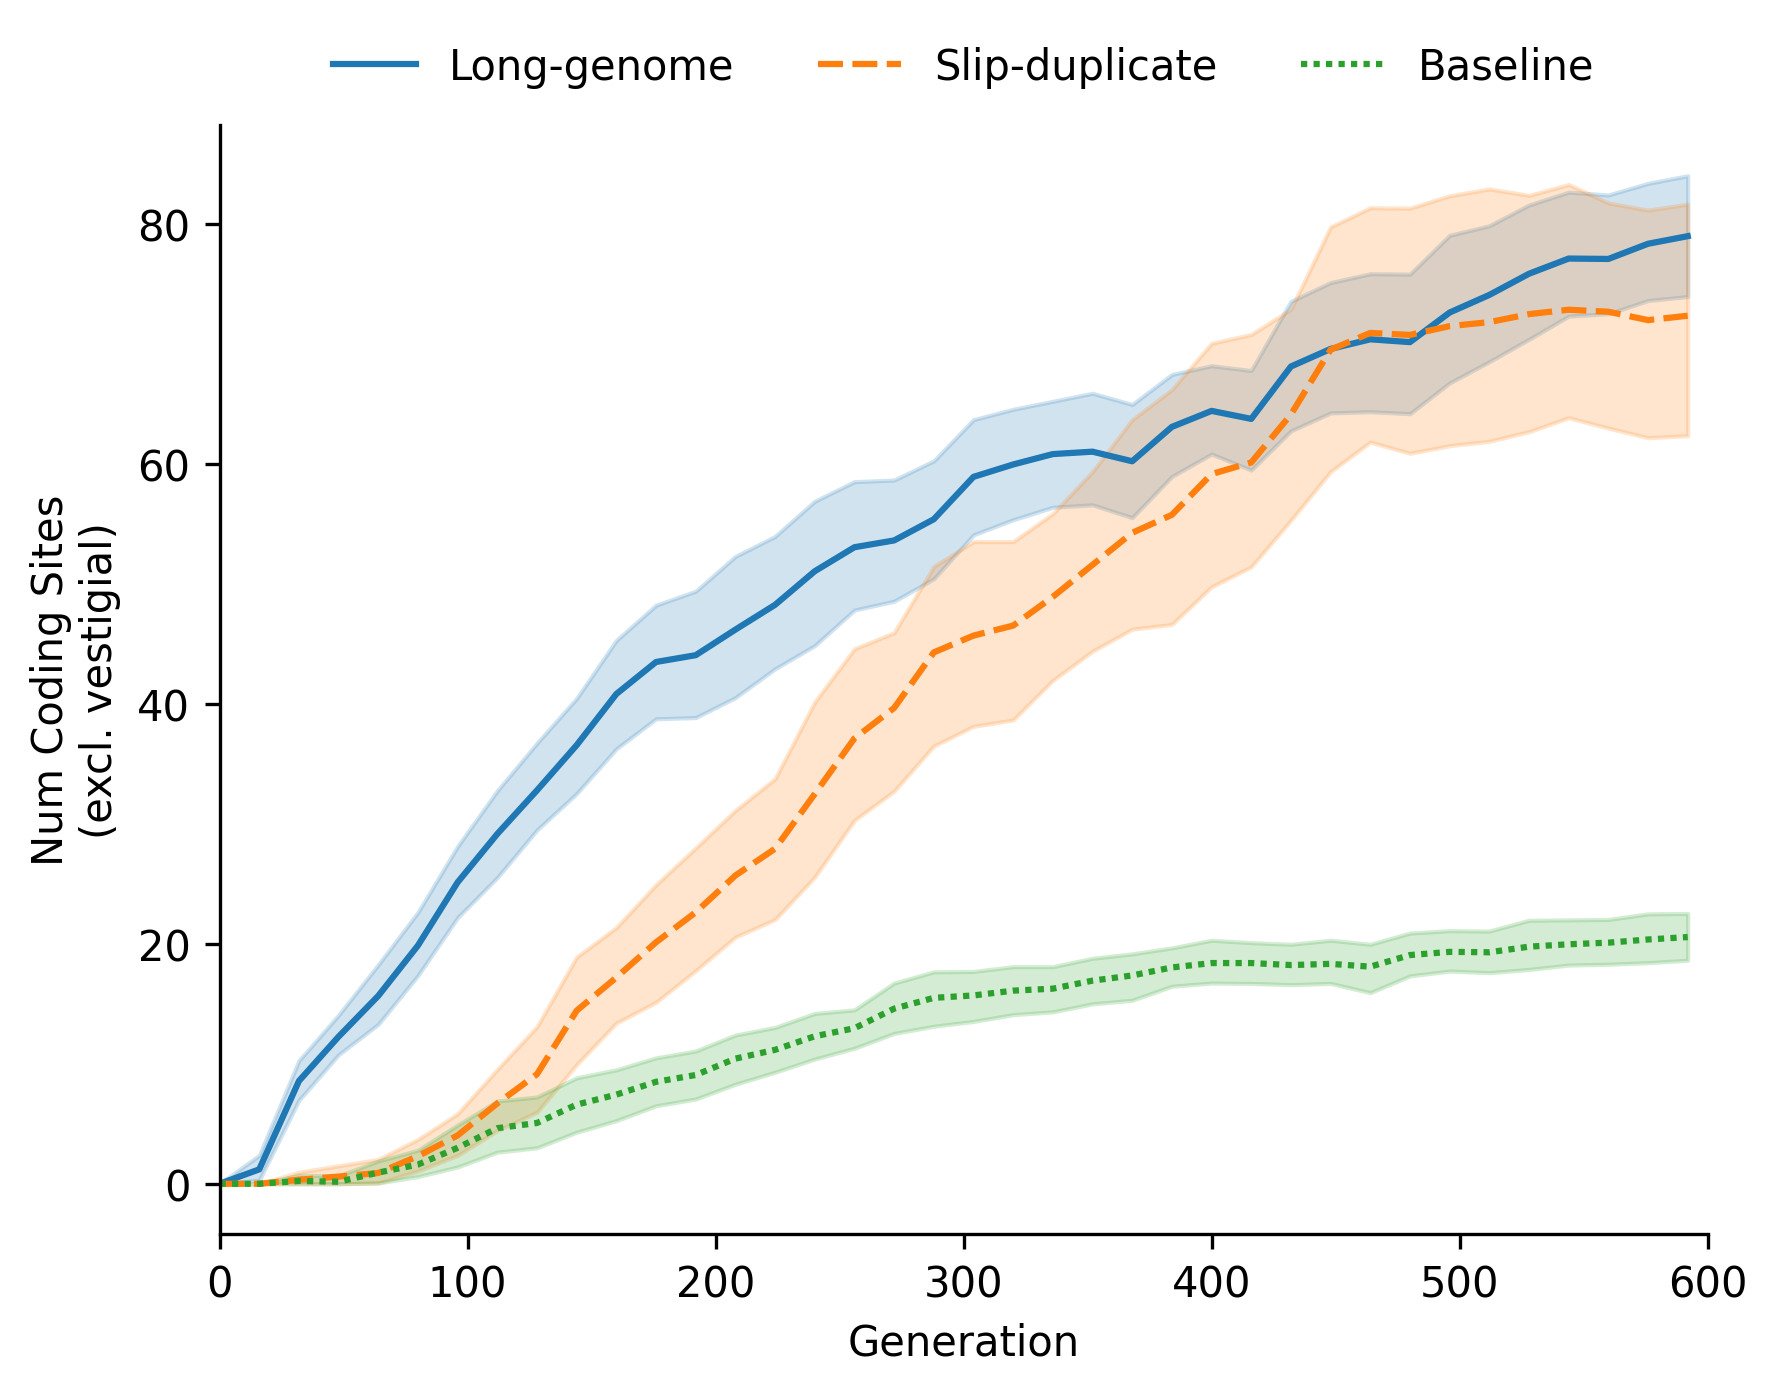 Long-genome Slip-duplicate Baseline
80
60
40
20
0
Num Coding Sites
(excl. vestigial)
0 100 200 300 400 500 600
Generation